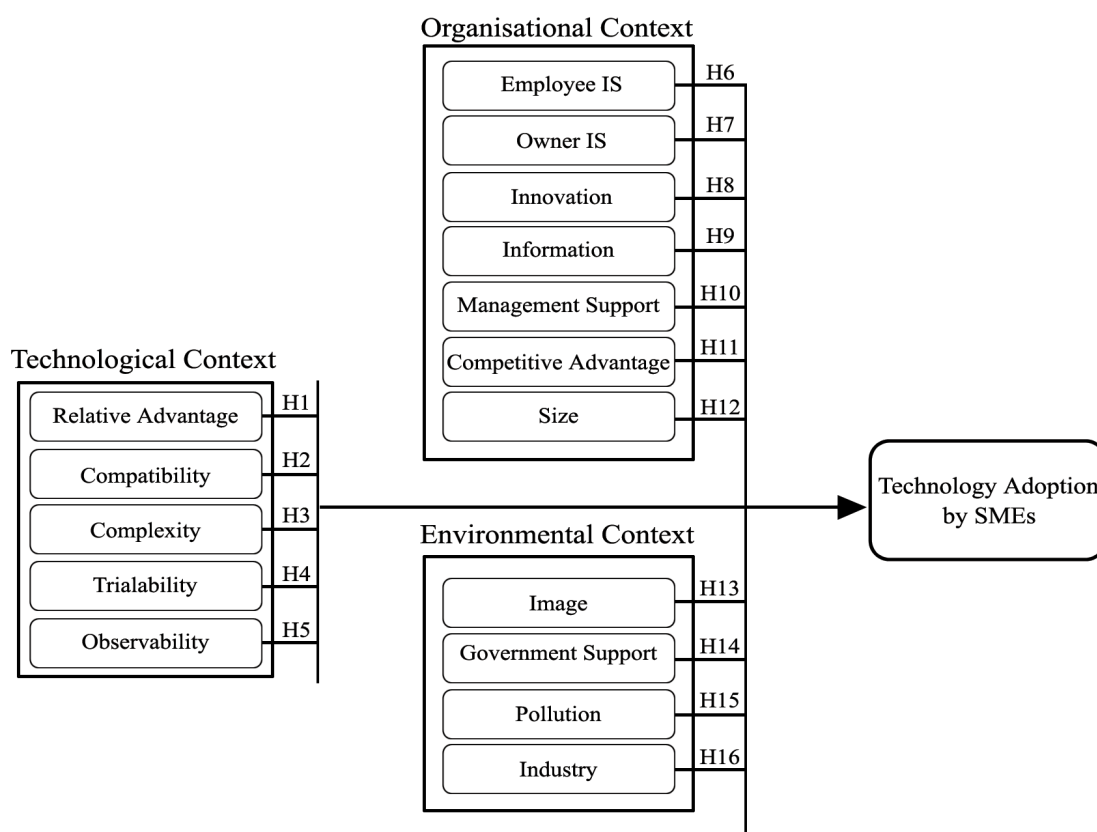 Organisational Context
Employee IS
H6
Owner IS
H7
Innovation
H8
Information
H9
Management Support
H10
Competitive Advantage
H11
Size
H12
Technological Context
Relative Advantage
H1
Compatibility
H2
Complexity
H3
Trialability
H4
Observability
H5
Environmental Context
Image
H13
Government Support
H14
Pollution
H15
Industry
H16
Technology Adoption
by SMEs